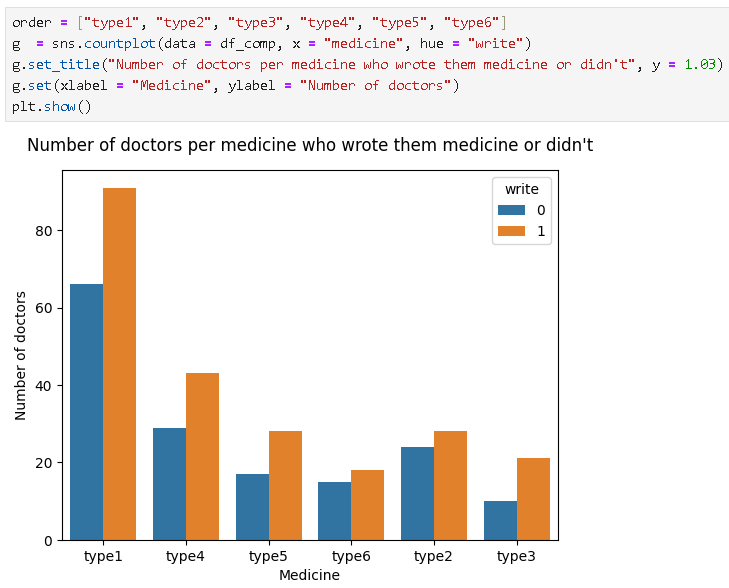 order = ["type1", "type2", "type3", "type4", "type5", "type6"]
g  = sns.countplot(data = df_comp, x = "medicine", hue = "write")
g.set_title("Number of doctors per medicine who wrote them medicine or didn't", y = 1.03)
g.set(xlabel = "Medicine", ylabel = "Number of doctors")
plt.show()
Number of doctors per medicine who wrote them medicine or didn't
write
0
1
Number of doctors
80
60
40
20
0
type1 type4 type5 type6 type2 type3
Medicine